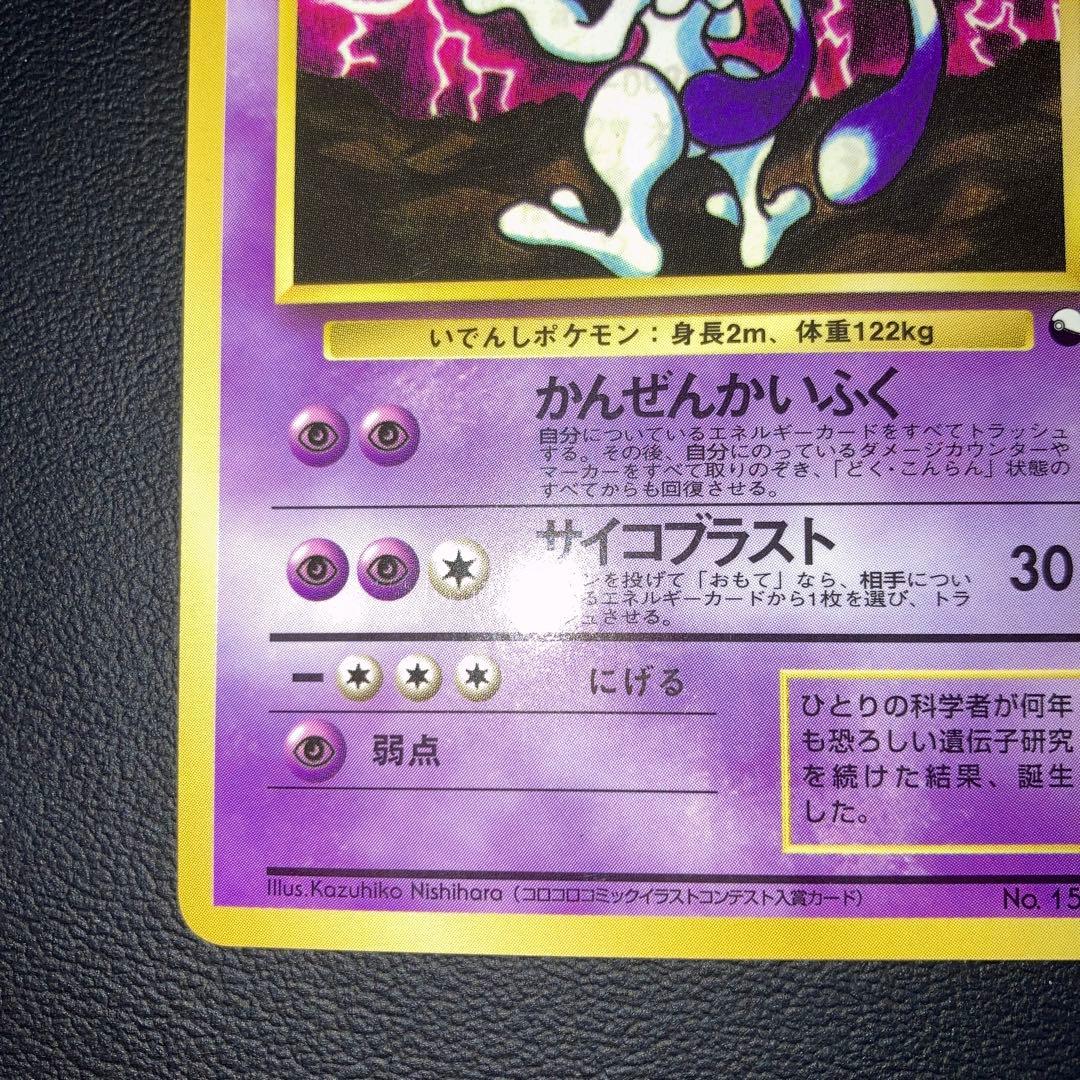 いでんしポケモン：身長2m、体重122kg
かんぜんかいふく
自分についているエネルギーカードをすべてトラッシュ
する。その後、自分にのっているダメージカウンターや
マーカーをすべて取りのぞき、「どく・こんらん」状態の
すべてからも回復させる。
サイコブラスト
ンを投げて「おもて」なら、相手につい
るエネルギーカードから1枚を選び、トラ
ュさせる。
30
ー にげる
弱点
ひとりの科学者が何年
も恐ろしい遺伝子研究
を続けた結果、誕生
した。
Illus.Kazuhiko Nishihara（コロコロコミックイラストコンテスト入賞カード）
No. 15